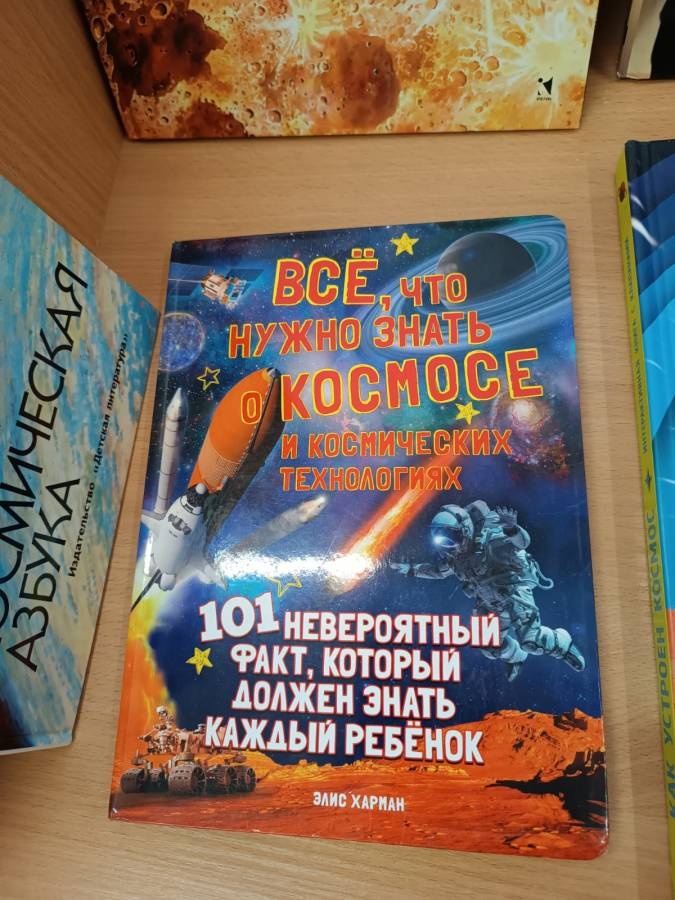 ВСЁ, ЧТО
НУЖНО ЗНАТЬ
О КОСМОСЕ
И КОСМИЧЕСКИХ
ТЕХНОЛОГИЯХ
101 НЕВЕРОЯТНЫЙ
ФАКТ, КОТОРЫЙ
ДОЛЖЕН ЗНАТЬ
КАЖДЫЙ РЕБЁНОК
ЭЛИС ХАРМАН
ОСМИЧЕСКАЯ
АЗБУКА
Издательство «Детская литература»
КАК УСТРОЕН КОСМОС